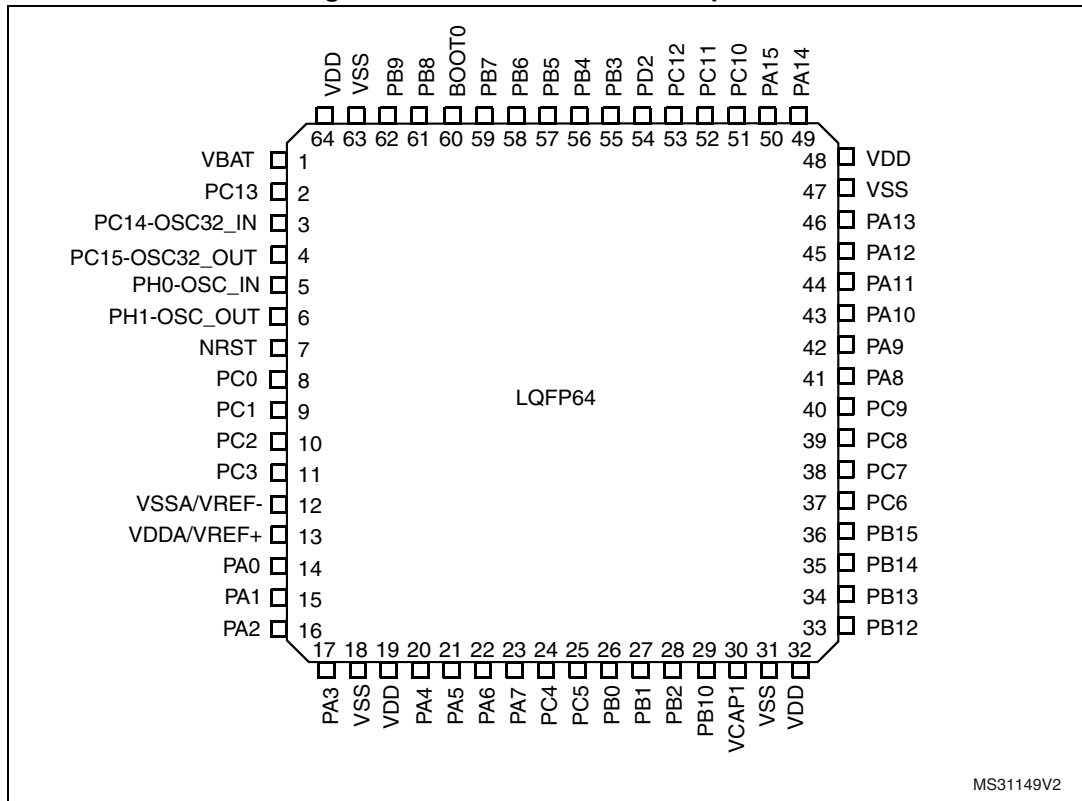 VDD
VSS
PB9
PB8
BOOT0
PB7
PB6
PB5
PB4
PB3
PD2
PC12
PC11
PC10
PA15
PA14
64 63 62 61 60 59 58 57 56 55 54 53 52 51 50 49
VBAT 1
PC13 2
PC14-OSC32_IN 3
PC15-OSC32_OUT 4
PH0-OSC_IN 5
PH1-OSC_OUT 6
NRST 7
PC0 8
PC1 9
PC2 10
PC3 11
VSSA/VREF- 12
VDDA/VREF+ 13
PA0 14
PA1 15
PA2 16
LQFP64
48 VDD
47 VSS
46 PA13
45 PA12
44 PA11
43 PA10
42 PA9
41 PA8
40 PC9
39 PC8
38 PC7
37 PC6
36 PB15
35 PB14
34 PB13
33 PB12
17 18 19 20 21 22 23 24 25 26 27 28 29 30 31 32
PA3
VSS
VDD
PA4
PA5
PA6
PA7
PC4
PC5
PB0
PB1
PB2
PB10
VCAP1
VSS
VDD
MS31149V2